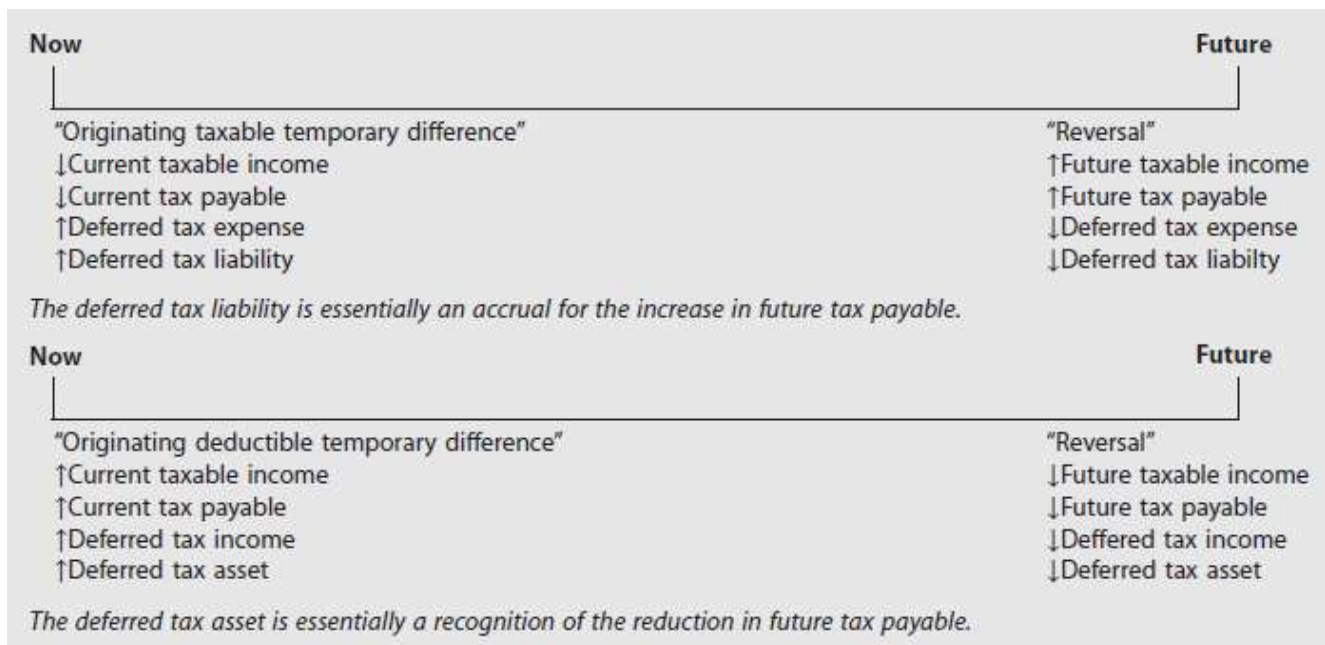 Now Future
“Originating taxable temporary difference” “Reversal”
↓Current taxable income ↑Future taxable income
↓Current tax payable ↑Future tax payable
↑Deferred tax expense ↓Deferred tax expense
↑Deferred tax liability ↓Deferred tax liabilty
The deferred tax liability is essentially an accrual for the increase in future tax payable.
Now Future
“Originating deductible temporary difference” “Reversal”
↑Current taxable income ↓Future taxable income
↑Current tax payable ↓Future tax payable
↑Deferred tax income ↓Deffered tax income
↑Deferred tax asset ↓Deferred tax asset
The deferred tax asset is essentially a recognition of the reduction in future tax payable.